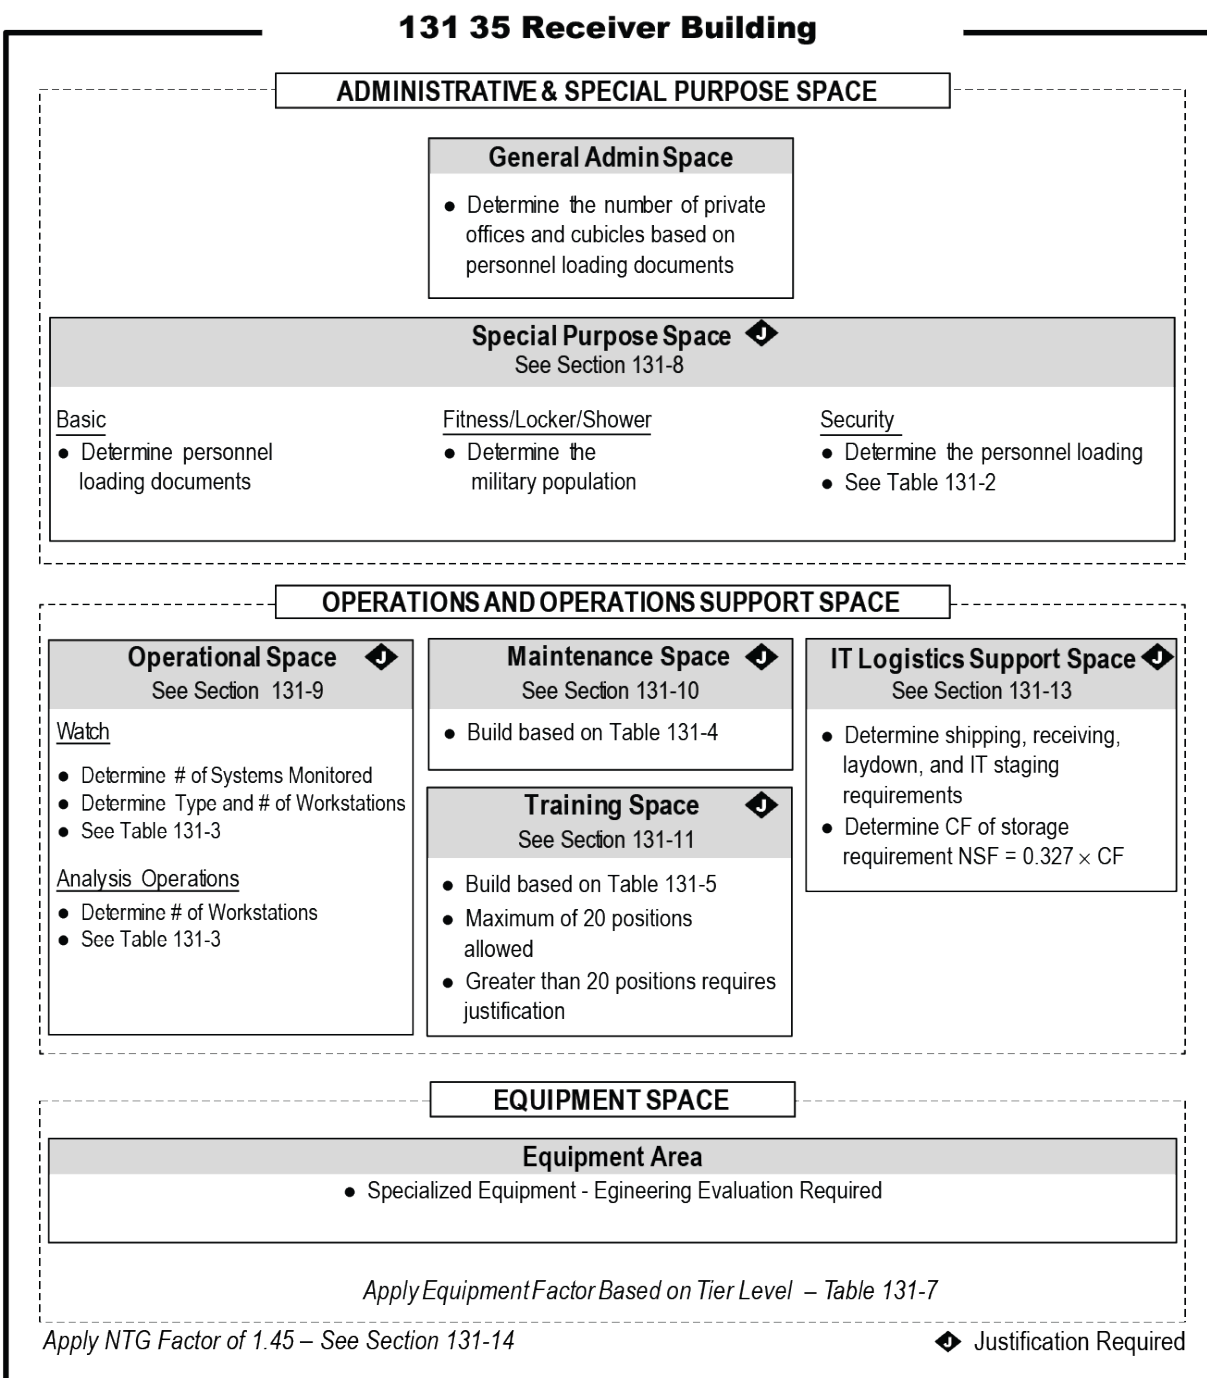 131 35 Receiver Building
ADMINISTRATIVE & SPECIAL PURPOSE SPACE
General Admin Space
● Determine the number of private
offices and cubicles based on
personnel loading documents
Special Purpose Space J
See Section 131-8
Basic
● Determine personnel
loading documents
Fitness/Locker/Shower
● Determine the
military population
Security
● Determine the personnel loading
● See Table 131-2
OPERATIONS AND OPERATIONS SUPPORT SPACE
Operational Space J
See Section 131-9
Watch
● Determine # of Systems Monitored
● Determine Type and # of Workstations
● See Table 131-3
Analysis Operations
● Determine # of Workstations
● See Table 131-3
Maintenance Space J
See Section 131-10
● Build based on Table 131-4
Training Space J
See Section 131-11
● Build based on Table 131-5
● Maximum of 20 positions
allowed
● Greater than 20 positions requires
justification
IT Logistics Support Space J
See Section 131-13
● Determine shipping, receiving,
laydown, and IT staging
requirements
● Determine CF of storage
requirement NSF = 0.327 × CF
EQUIPMENT SPACE
Equipment Area
● Specialized Equipment - Egineering Evaluation Required
Apply Equipment Factor Based on Tier Level – Table 131-7
Apply NTG Factor of 1.45 – See Section 131-14
J Justification Required